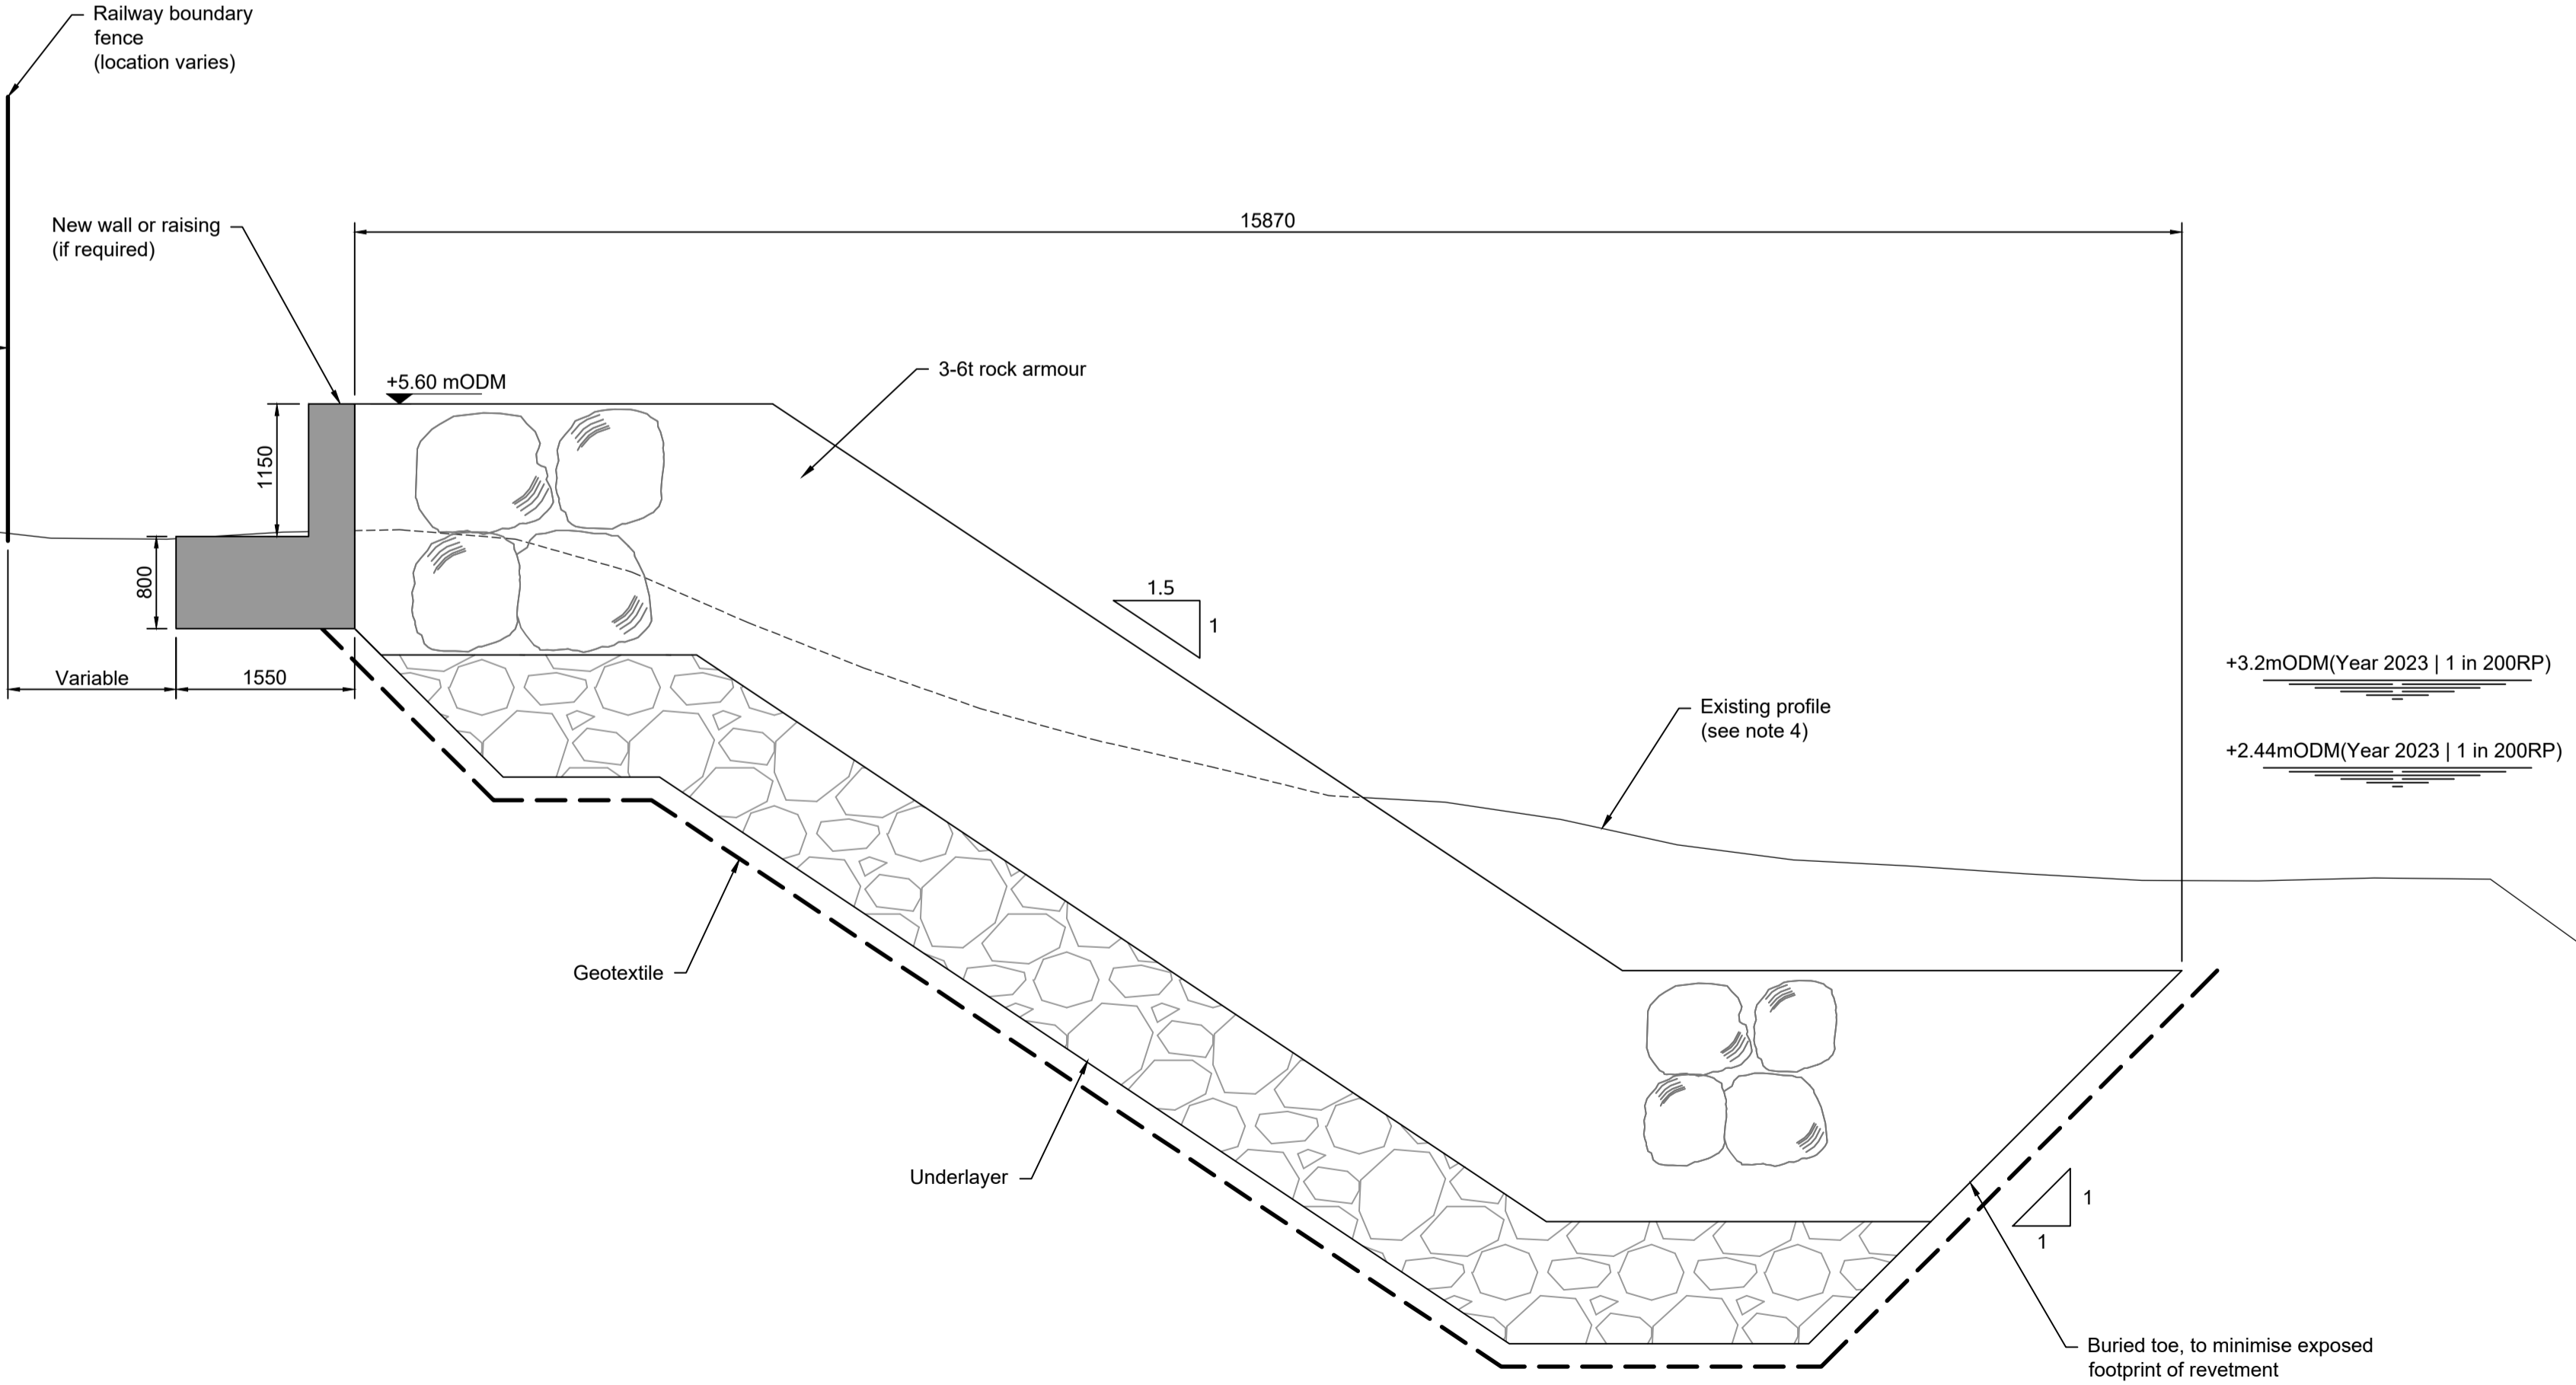 Railway boundary
fence
(location varies)
New wall or raising
(if required)
15870
+5.60 mODM
3-6t rock armour
1150
800
1.5
1
Variable
1550
+3.2mODM(Year 2023 | 1 in 200RP)
Existing profile
(see note 4)
+2.44mODM(Year 2023 | 1 in 200RP)
Geotextile
Underlayer
1
1
Buried toe, to minimise exposed
footprint of revetment